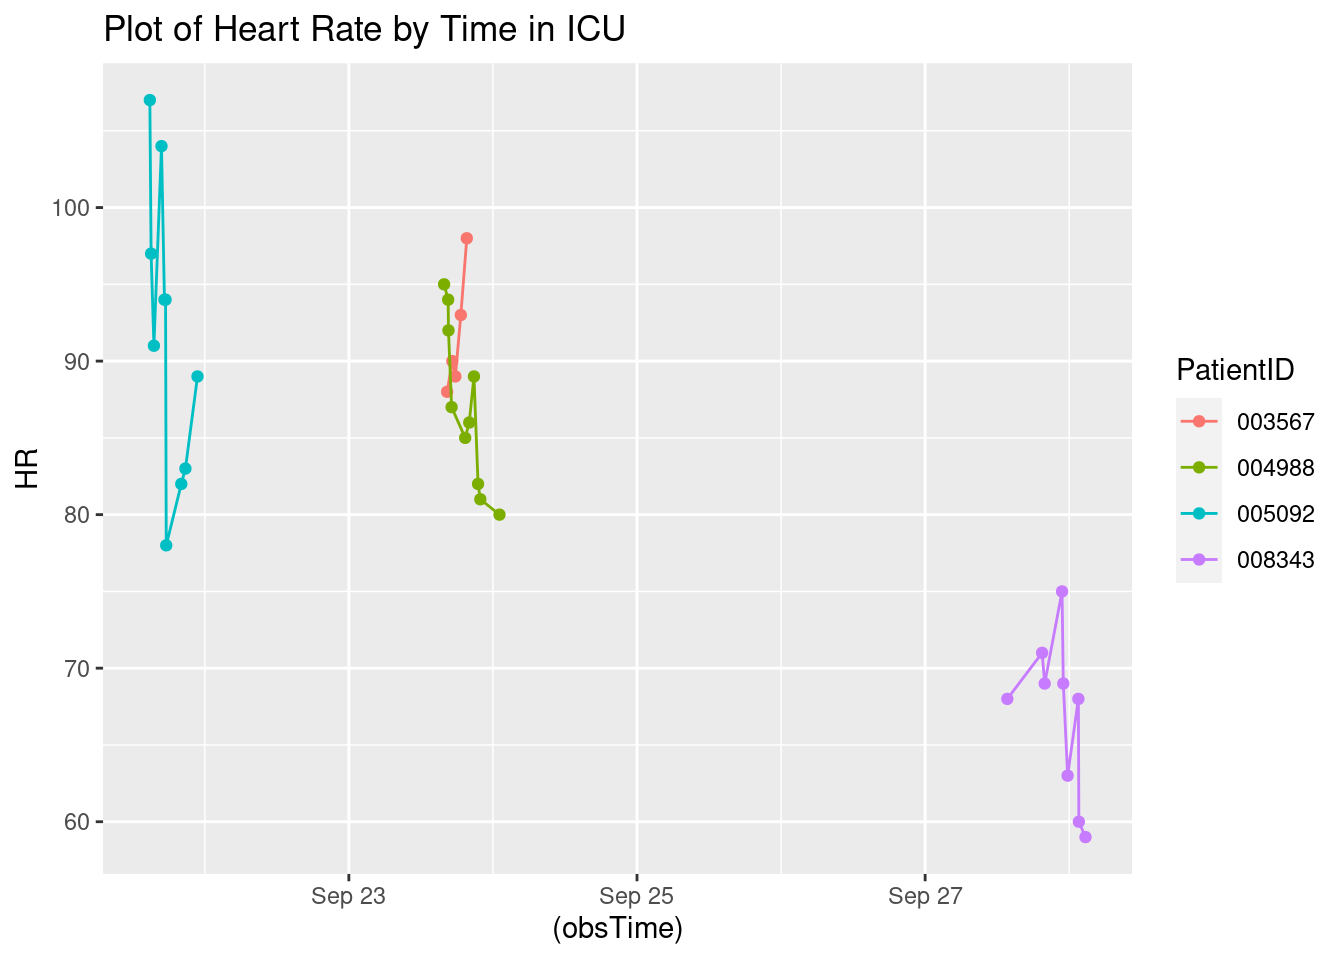 Plot of Heart Rate by Time in ICU
HR
100
90
80
70
60
Sep 23
Sep 25
Sep 27
(obsTime)
PatientID
003567
004988
005092
008343